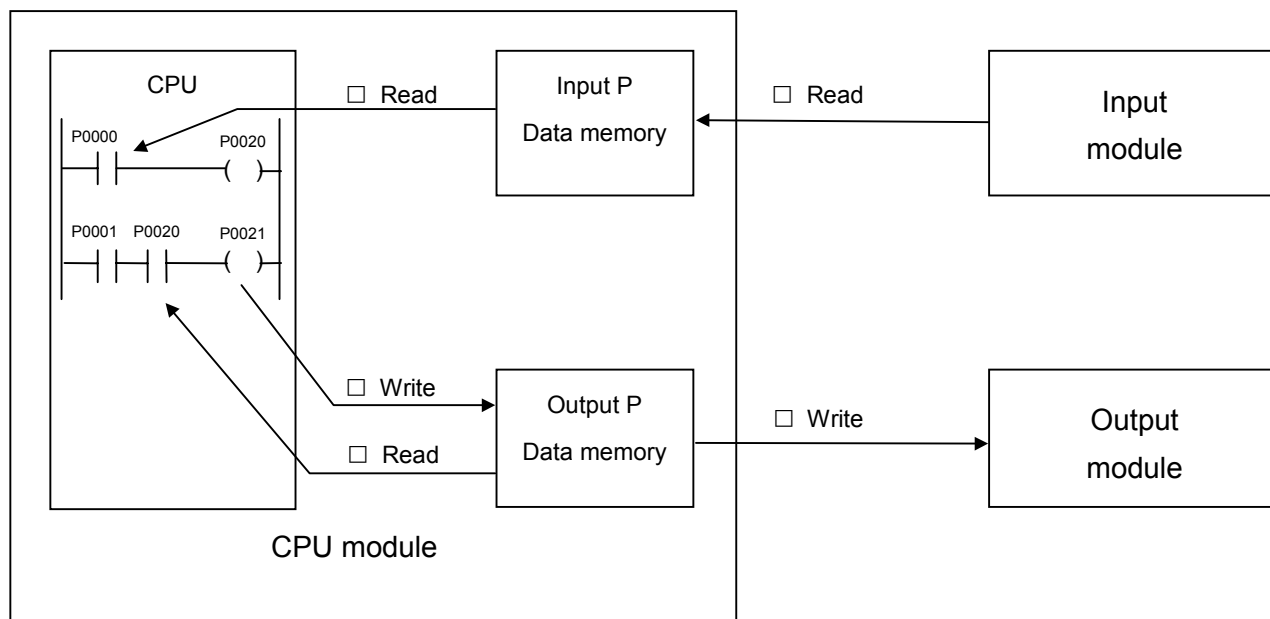 CPU
P0000
P0020
P0001 P0020 P0021
□ Read
Input P
Data memory
□ Read
Input
module
□ Write
□ Read
Output P
Data memory
□ Write
Output
module
CPU module